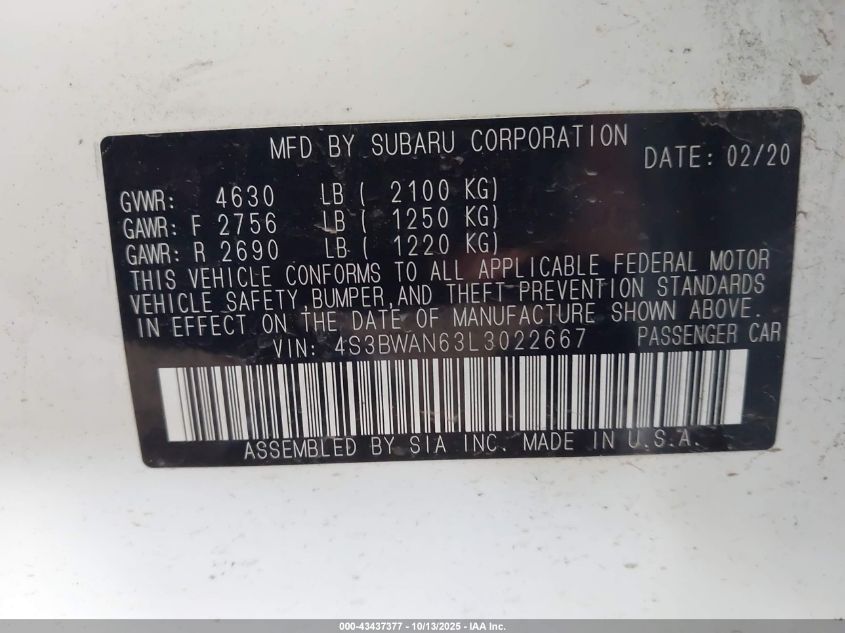 MFD BY SUBARU CORPORATION
DATE: 02/20
GVWR: 4630 LB ( 2100 KG)
GAWR: F 2756 LB ( 1250 KG)
GAWR: R 2690 LB ( 1220 KG)
THIS VEHICLE CONFORMS TO ALL APPLICABLE FEDERAL MOTOR
VEHICLE SAFETY, BUMPER, AND THEFT PREVENTION STANDARDS
IN EFFECT ON THE DATE OF MANUFACTURE SHOWN ABOVE.
VIN: 4S3BWAN63L3022667 PASSENGER CAR
ASSEMBLED BY SIA INC. MADE IN U.S.A.
000-43437377 - 10/13/2025 - IAA Inc.